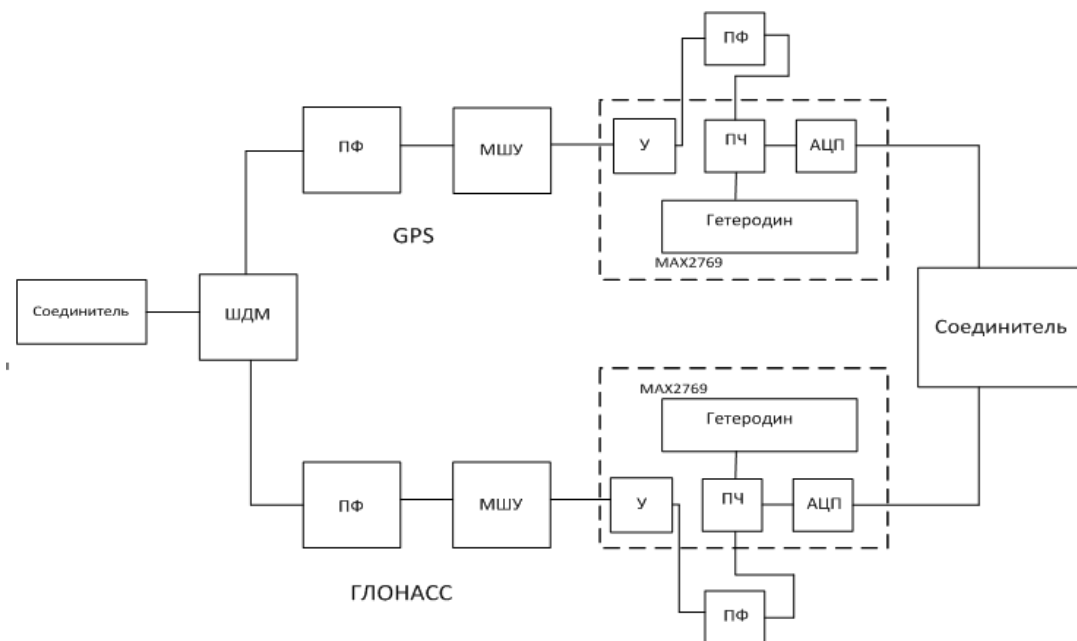 ПФ
ПФ
МШУ
У
ПЧ
АЦП
Гетеродин
GPS
MAX2769
Соединитель
ШДМ
Соединитель
MAX2769
Гетеродин
ПФ
МШУ
У
ПЧ
АЦП
ГЛОНАСС
ПФ